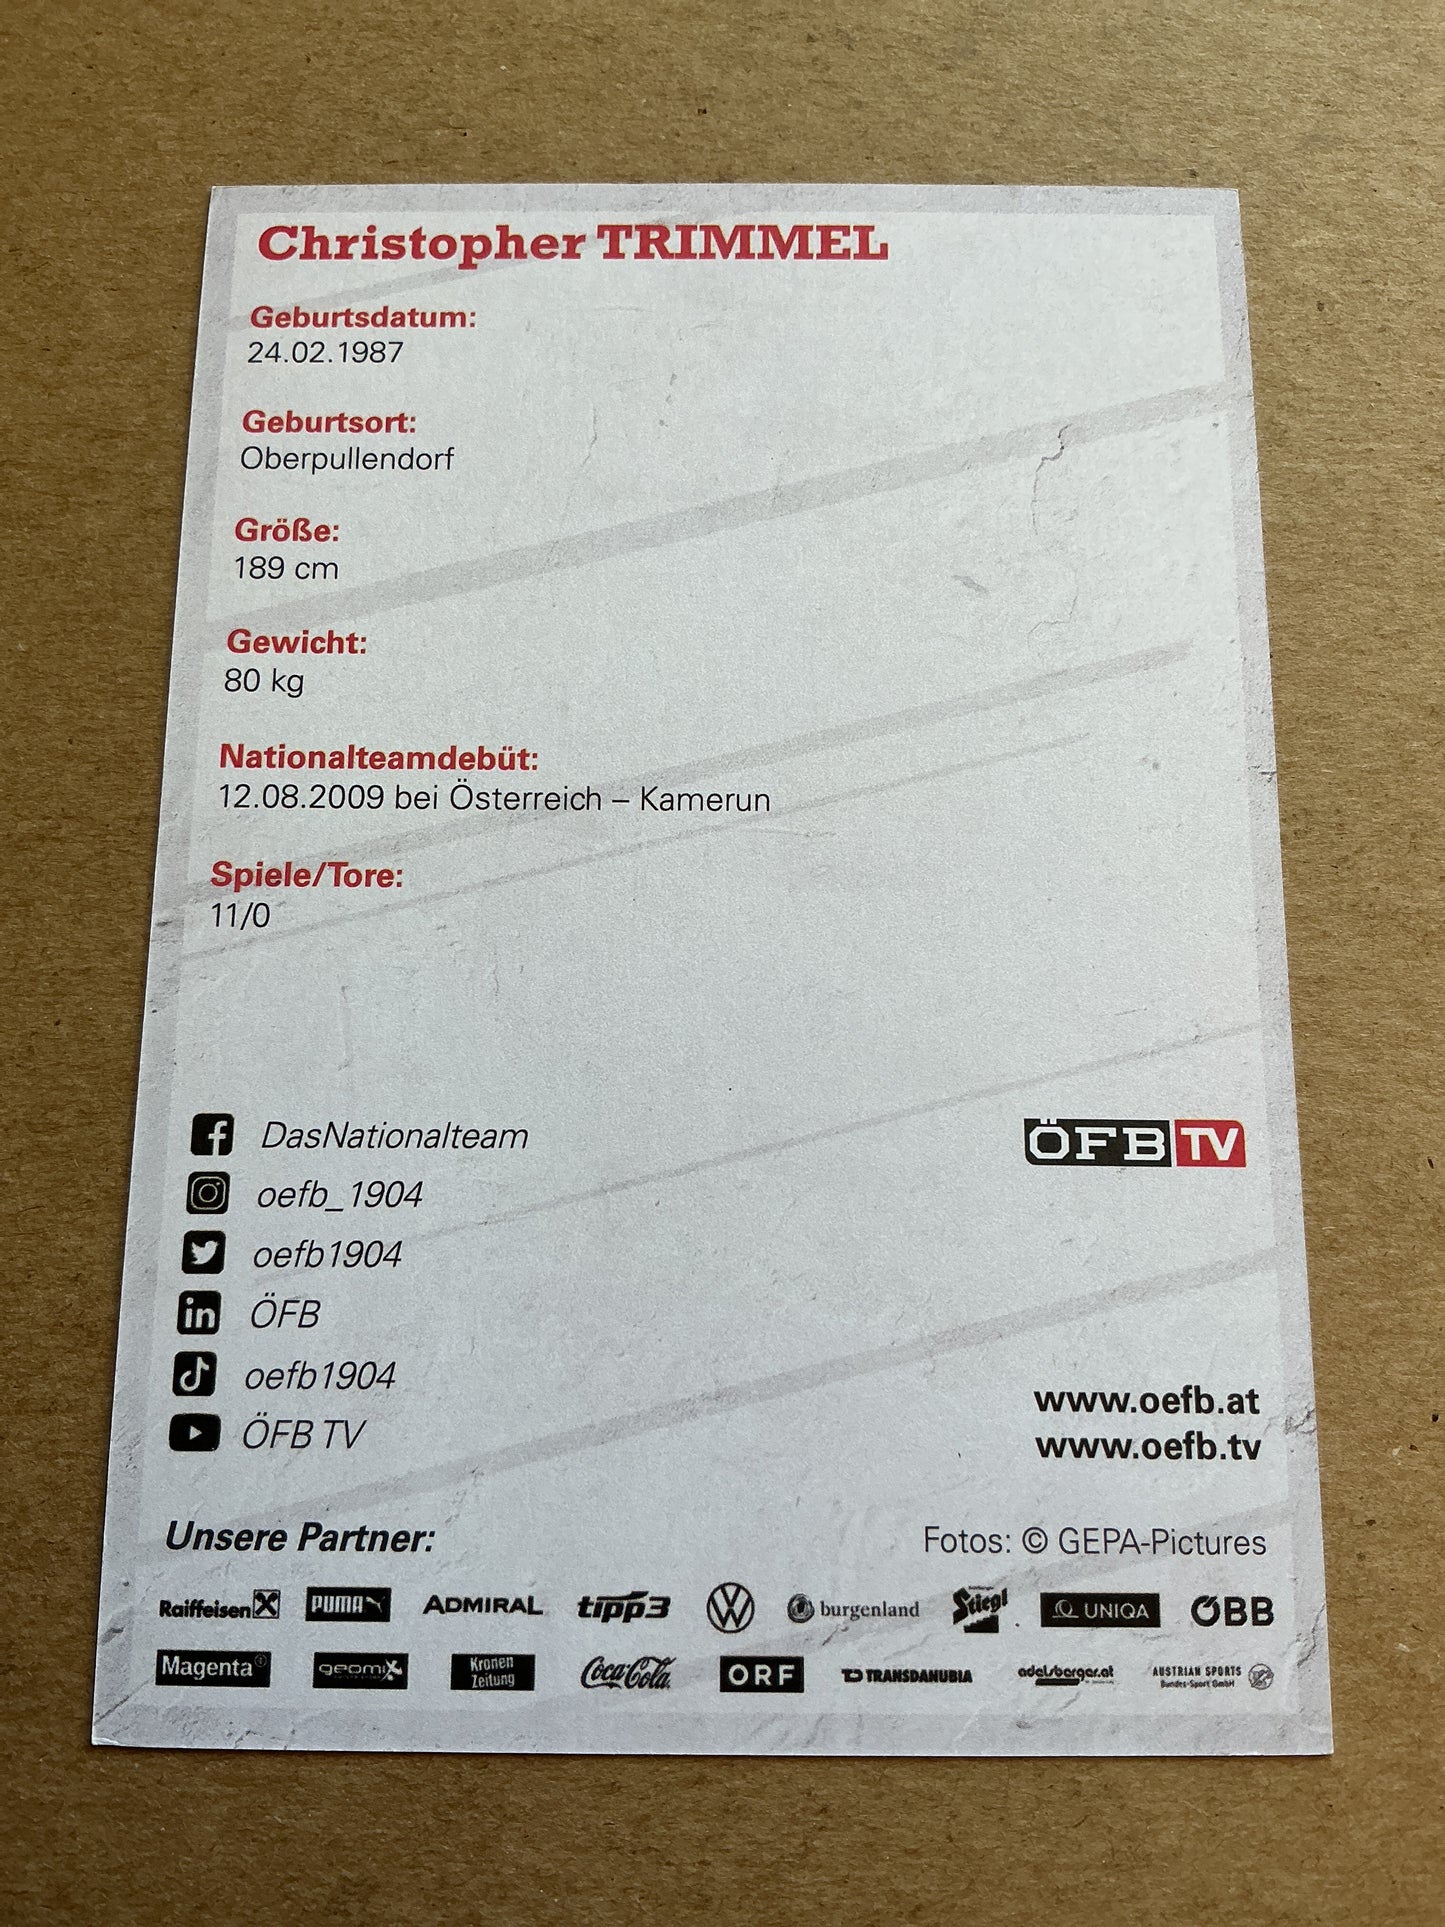 Christopher TRIMMEL
Geburtsdatum:
24.02.1987
Geburtsort:
Oberpullendorf
Größe:
189 cm
Gewicht:
80 kg
Nationalteamdebüt:
12.08.2009 bei Österreich – Kamerun
Spiele/Tore:
11/0
DasNationalteam
ÖFB TV
oefb_1904
oefb1904
in ÖFB
oefb1904
ÖFB TV
www.oefb.at
www.oefb.tv
Unsere Partner:
Fotos: © GEPA-Pictures
Raiffeisen PUMA ADMIRAL tipp3 VW burgenland Stiegl UNIQA ÖBB
Magenta geomix Kronen Zeitung Coca-Cola ORF TD TRANSDANUBIA adelsberger.at AUSTRIAN SPORTS
Bundes-Sport GmbH